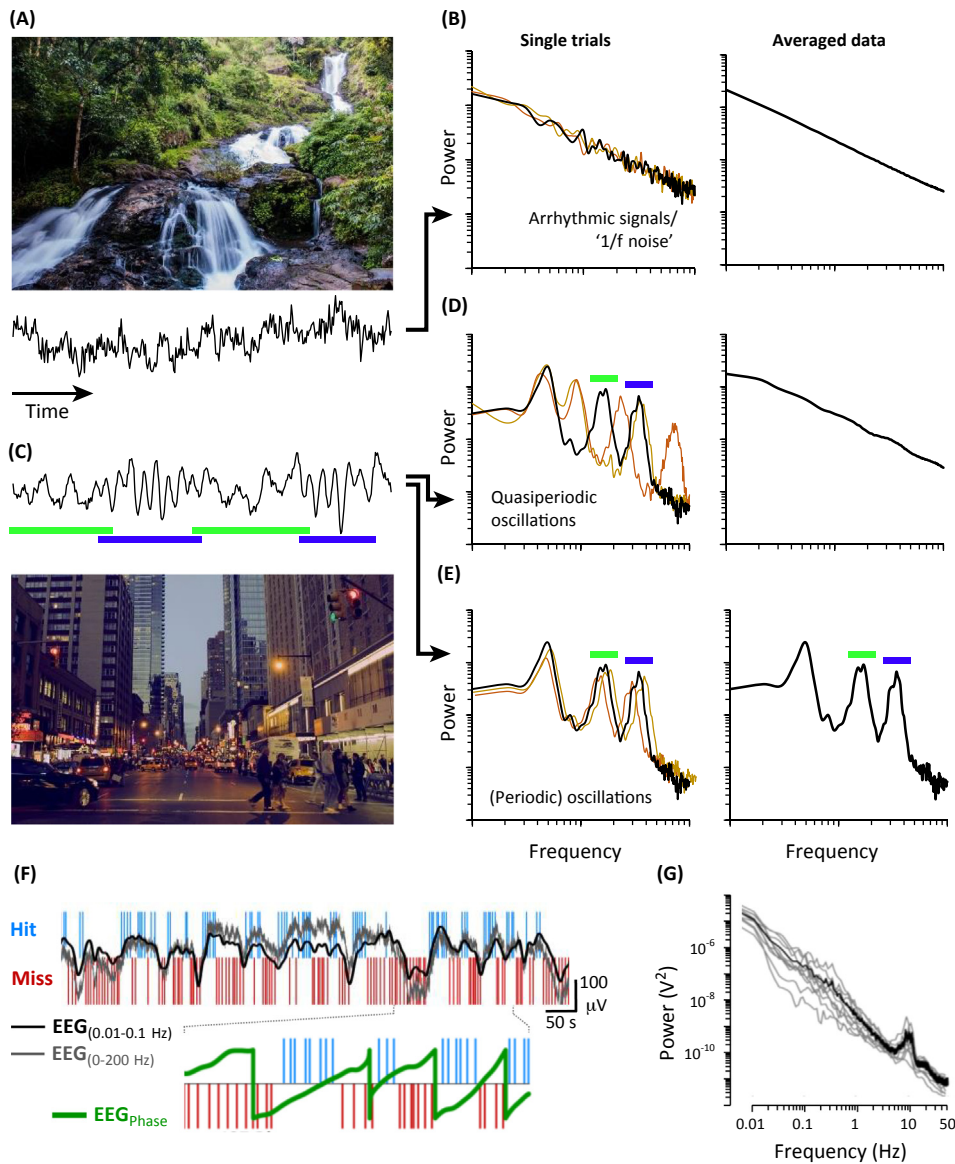 (A)
Time
(B)
Single trials
Averaged data
Power
Arrhythmic signals/
‘1/f noise’
(C)
(D)
Power
Quasiperiodic
oscillations
(E)
Power
(Periodic) oscillations
Frequency
Frequency
(F)
Hit
Miss
100
μV
50 s
EEG(0.01-0.1 Hz)
EEG(0-200 Hz)
EEGPhase
(G)
Power (V²)
10⁻⁶
10⁻⁸
10⁻¹⁰
0.01
0.1
1
10
50
Frequency (Hz)